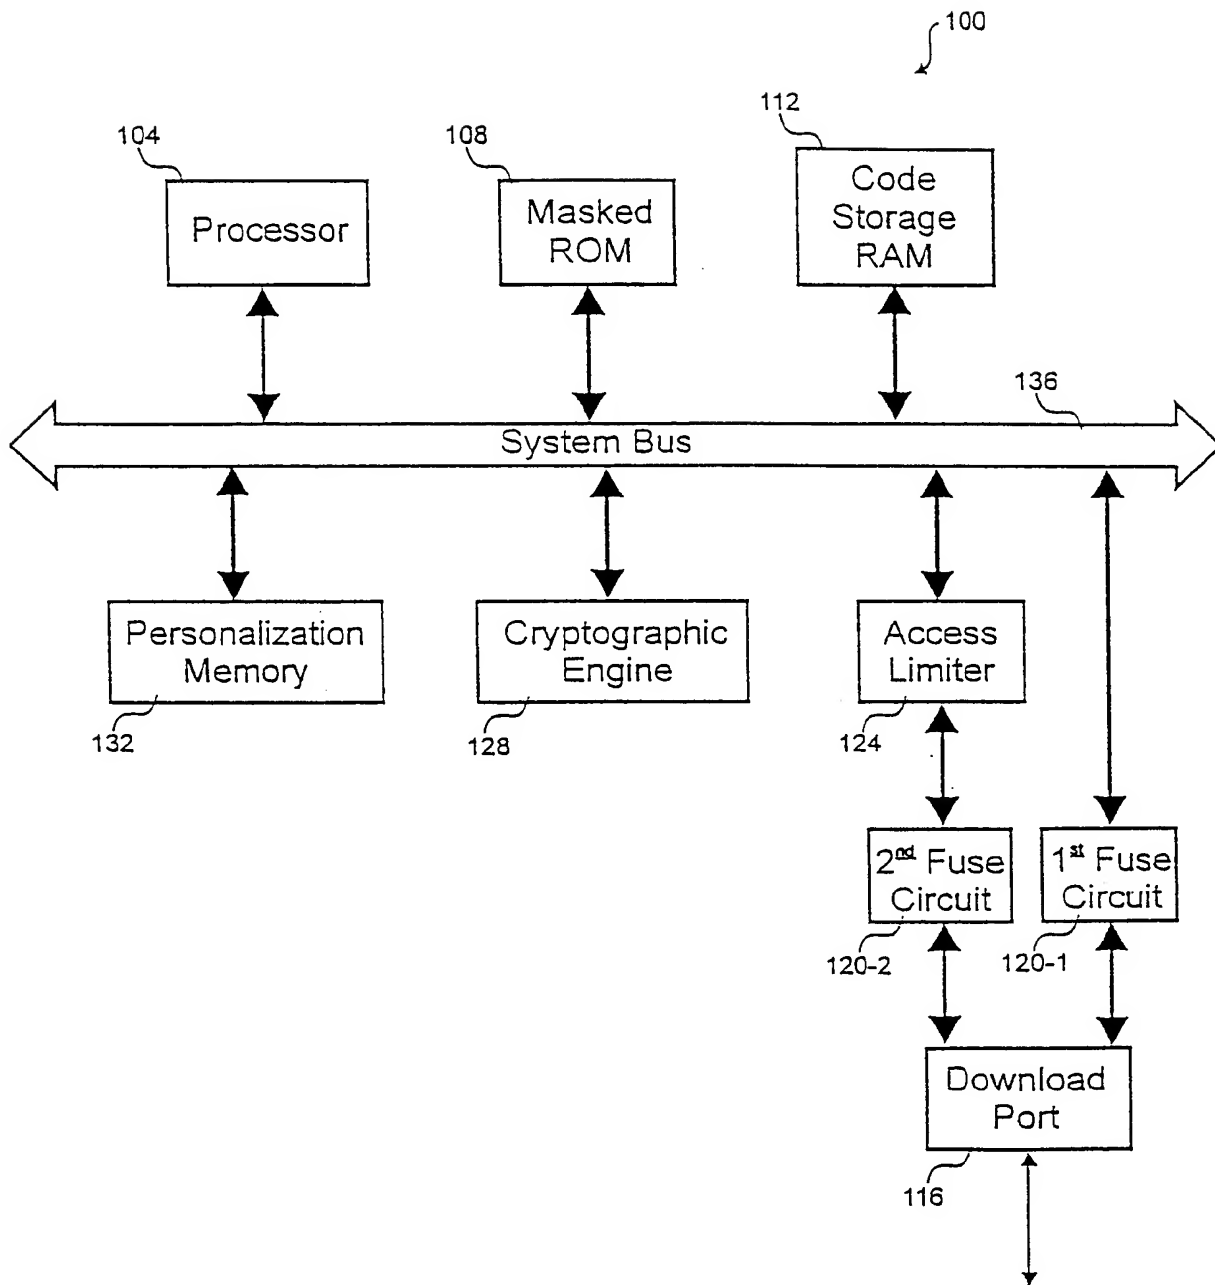 100
104
Processor
108
Masked
ROM
112
Code
Storage
RAM
136
System Bus
Personalization
Memory
132
Cryptographic
Engine
128
Access
Limiter
124
2nd Fuse
Circuit
120-2
1st Fuse
Circuit
120-1
Download
Port
116